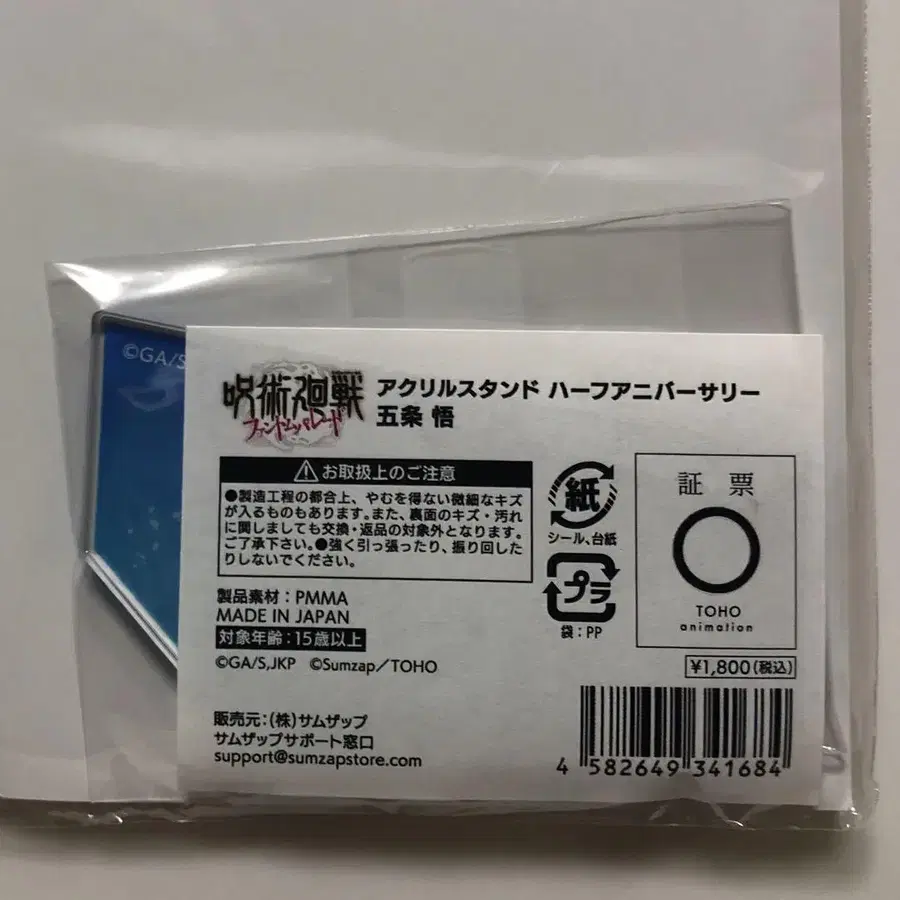 ©GA/S
呪術廻戦
ファントムパレード
アクリルスタンド ハーフアニバーサリー
五条 悟
お取扱上のご注意
●製造工程の都合上、やむを得ない微細なキズ
が入るものもあります。また、裏面のキズ・汚れ
に関しましても交換・返品の対象外となります。
ご了承下さい。●強く引っ張ったり、振り回した
りしないでください。
紙
シール、台紙
プラ
袋:PP
証 票
TOHO
animation
製品素材:PMMA
MADE IN JAPAN
対象年齢:15歳以上
©GA/S,JKP ©Sumzap/TOHO
¥1,800(税込)
販売元:(株)サムザップ
サムザップサポート窓口
support@sumzapstore.com
4 582649 341684